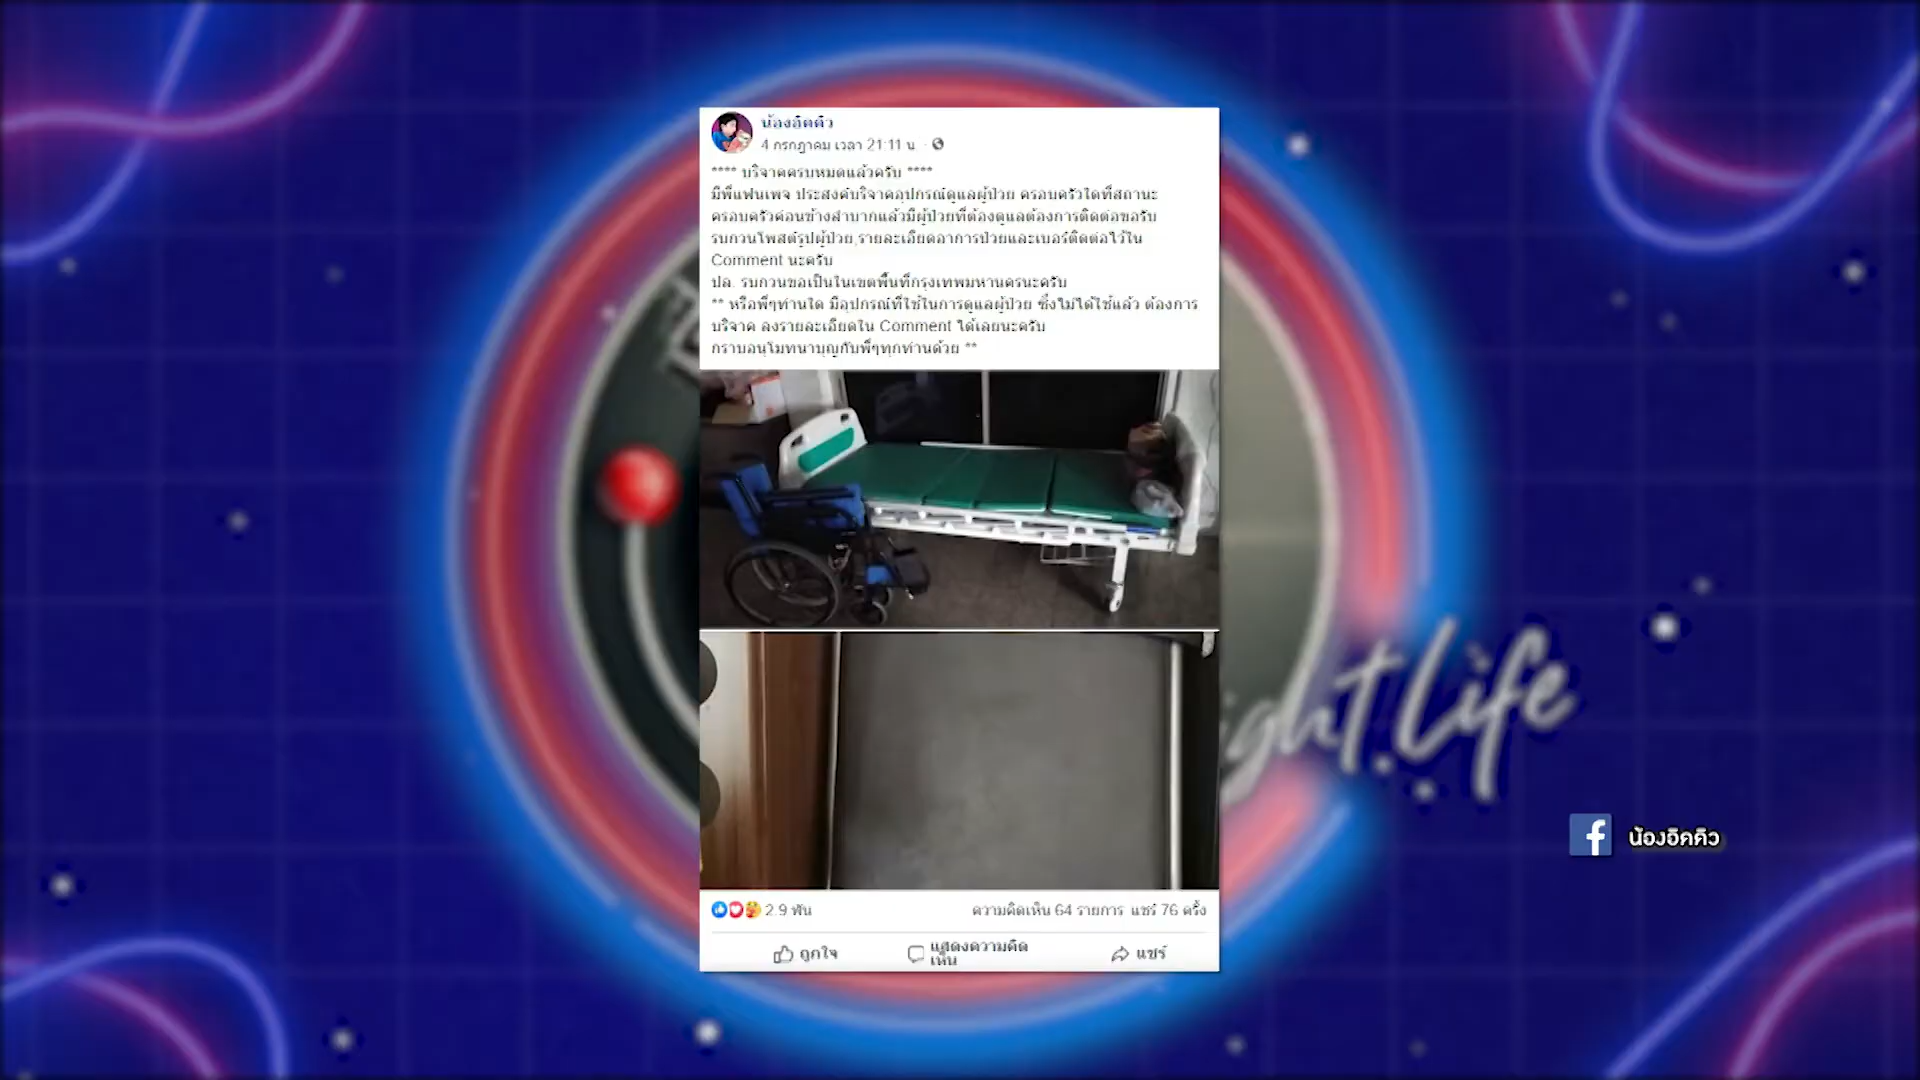 น้องอิคคิว
4 กรกฎาคม เวลา 21:11 น.
**** บริจาคครบหมดแล้วครับ ****
มีพี่แฟนเพจ ประสงค์บริจาคอุปกรณ์ดูแลผู้ป่วย ครอบครัวใดที่สถานะ
ครอบครัวค่อนข้างลำบากแล้วมีผู้ป่วยที่ต้องดูแลต้องการติดต่อขอรับ
รบกวนโพสต์รูปผู้ป่วย,รายละเอียดอาการป่วยและเบอร์ติดต่อไว้ใน
Comment นะครับ
ปล. รบกวนขอเป็นในเขตพื้นที่กรุงเทพมหานครนะครับ
** หรือพี่ๆท่านใด มีอุปกรณ์ที่ใช้ในการดูแลผู้ป่วย ซึ่งไม่ได้ใช้แล้ว ต้องการ
บริจาค ลงรายละเอียดใน Comment ได้เลยนะครับ
กราบอนุโมทนาบุญกับพี่ๆทุกท่านด้วย **
2.9 พัน
ความคิดเห็น 64 รายการ แชร์ 76 ครั้ง
ถูกใจ
แสดงความคิด
เห็น
แชร์
ght Life
น้องอิคคิว